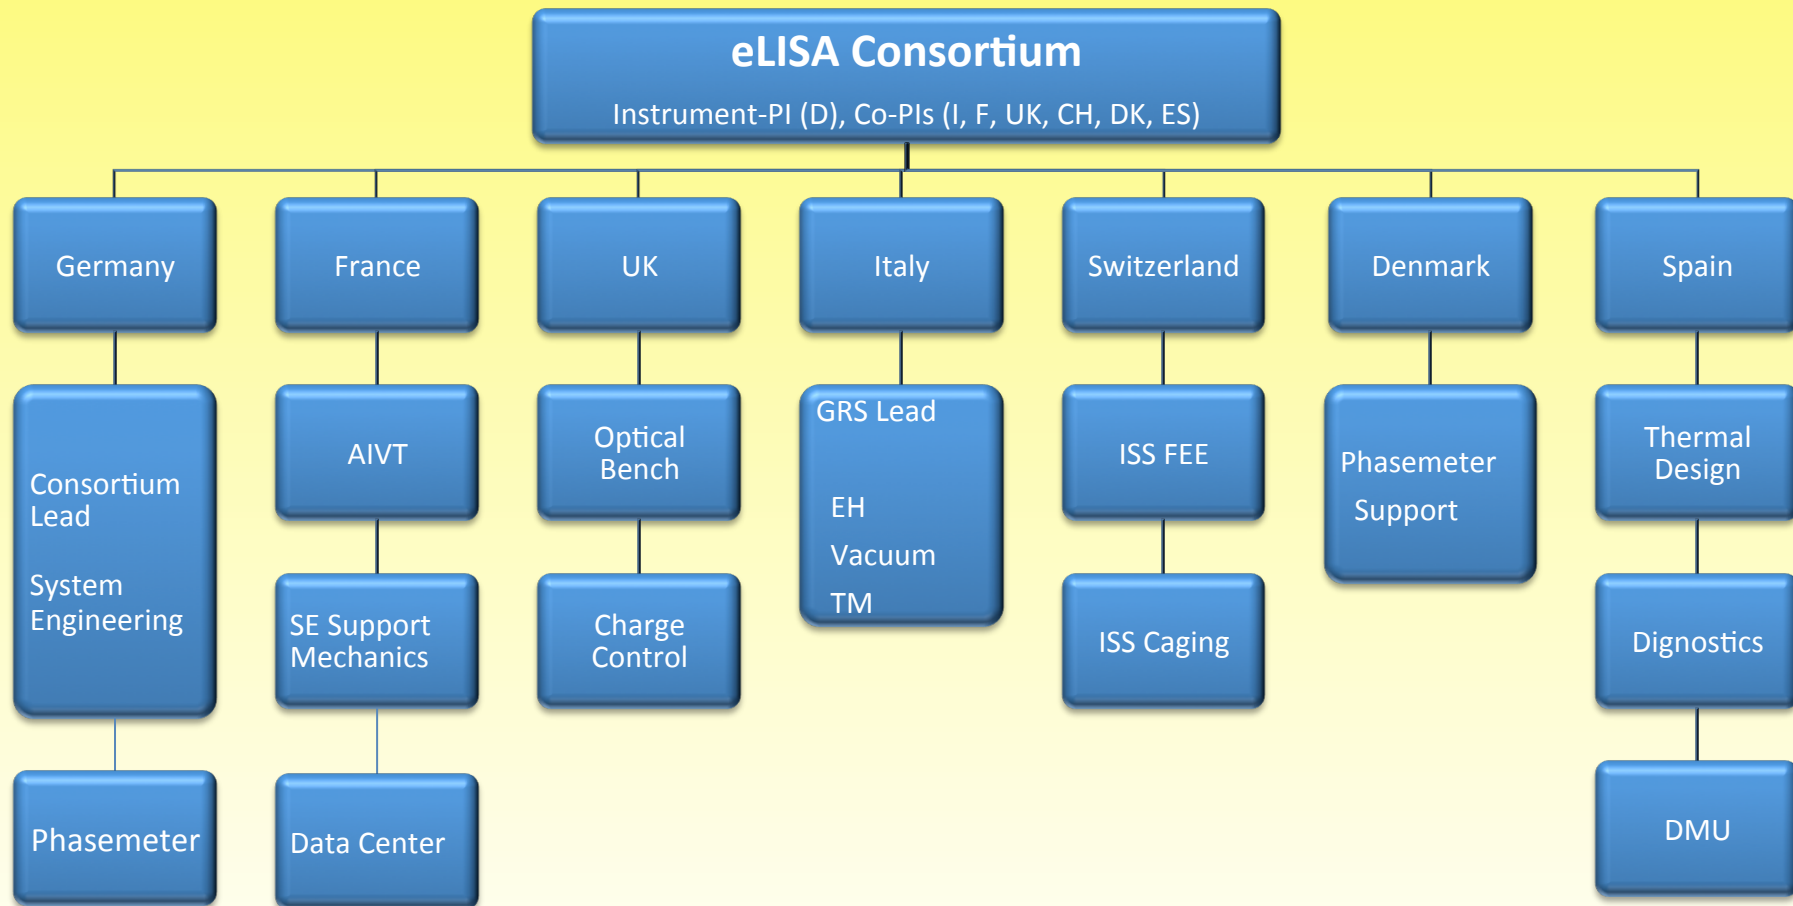 eLISA Consortium
Instrument-PI (D), Co-PIs (I, F, UK, CH, DK, ES)
Germany
France
UK
Italy
Switzerland
Denmark
Spain
Consortium
Lead
System
Engineering
Phasemeter
AIVT
SE Support
Mechanics
Data Center
Optical
Bench
Charge
Control
GRS Lead
EH
Vacuum
TM
ISS FEE
ISS Caging
Phasemeter
Support
Thermal
Design
Dignostics
DMU